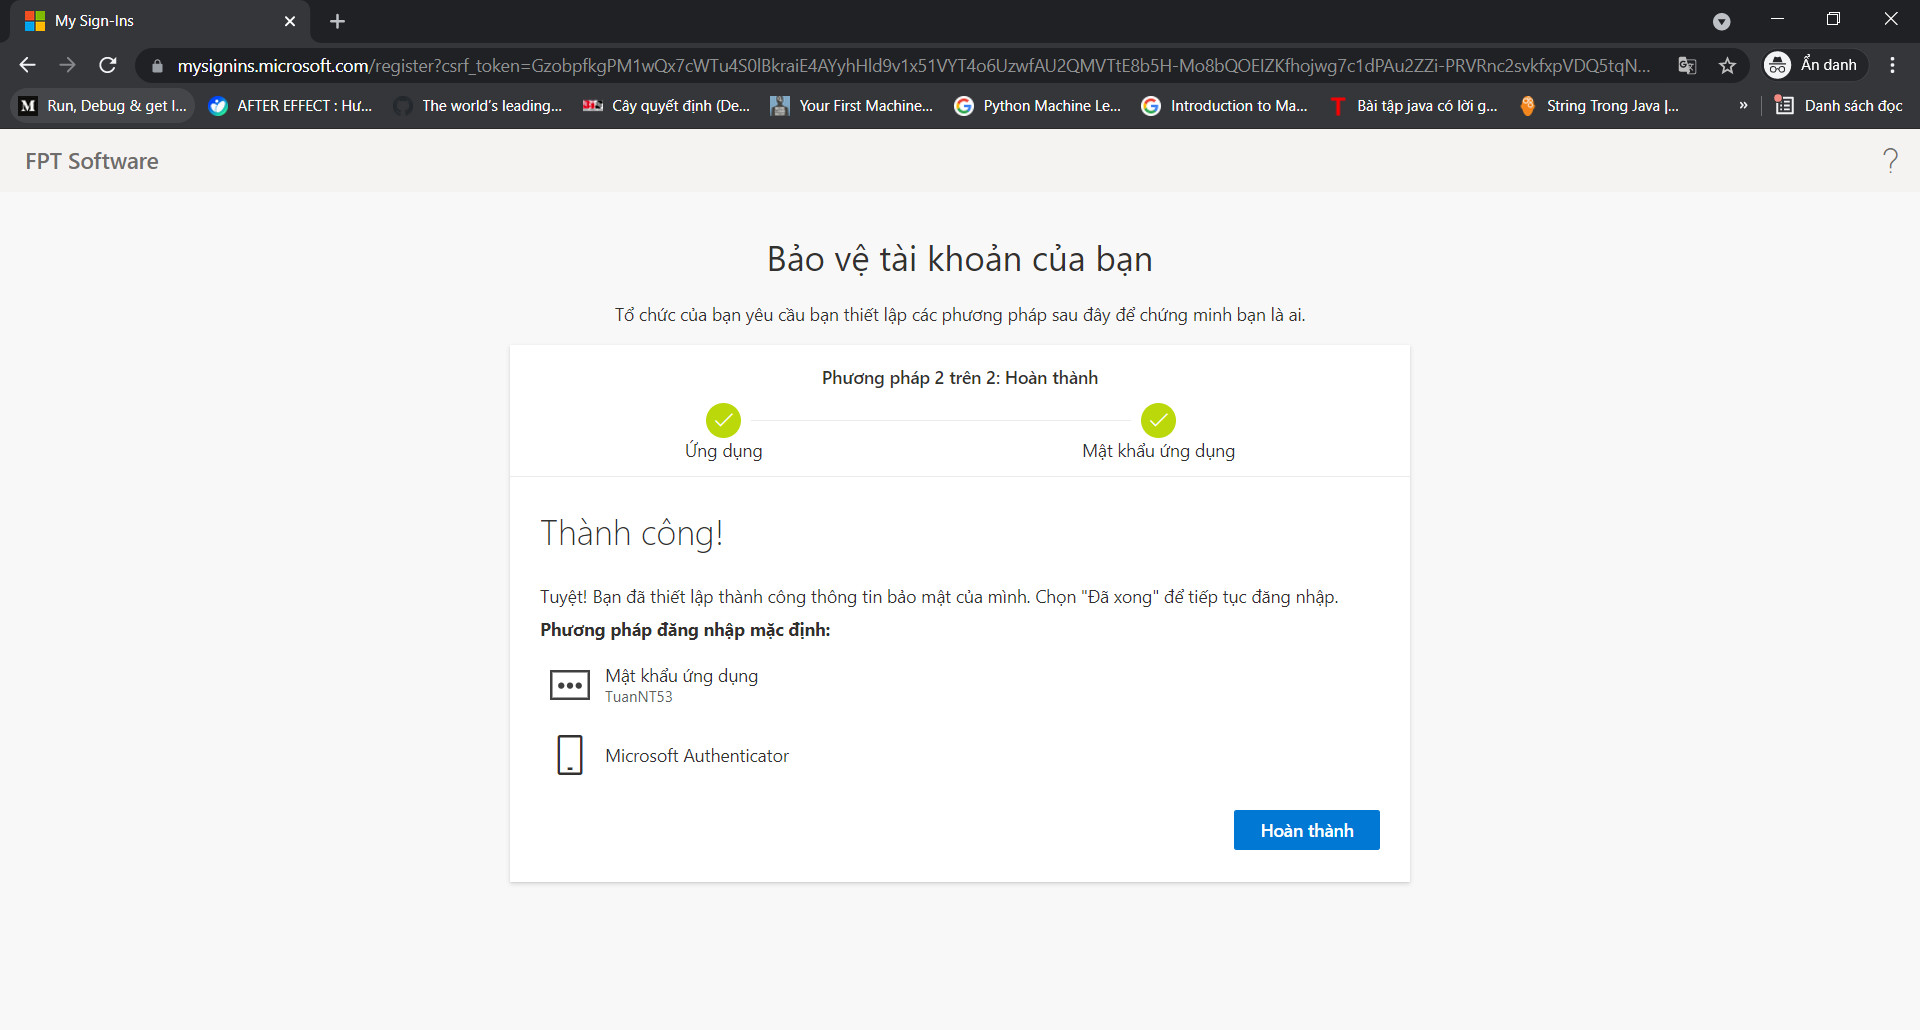 My Sign-Ins
mysignins.microsoft.com/register?csrf_token=GzobpfkgPM1wQx7cWTu4S0lBkraiE4AYyhHld9v1x51VYT4o6UzwfAU2QMVTtE8b5H-Mo8bQOEIZKfhojwg7c1dPAu2ZZi-PRVRnc2svkfxpVDQ5tqN...
Ẩn danh
Run, Debug & get I...
AFTER EFFECT : Hư...
The world's leading...
Cây quyết định (De...
Your First Machine...
Python Machine Le...
Introduction to Ma...
Bài tập java có lời g...
String Trong Java |...
»
Danh sách đọc
FPT Software
?
Bảo vệ tài khoản của bạn
Tổ chức của bạn yêu cầu bạn thiết lập các phương pháp sau đây để chứng minh bạn là ai.
Phương pháp 2 trên 2: Hoàn thành
Ứng dụng
Mật khẩu ứng dụng
Thành công!
Tuyệt! Bạn đã thiết lập thành công thông tin bảo mật của mình. Chọn "Đã xong" để tiếp tục đăng nhập.
Phương pháp đăng nhập mặc định:
Mật khẩu ứng dụng
TuanNT53
Microsoft Authenticator
Hoàn thành